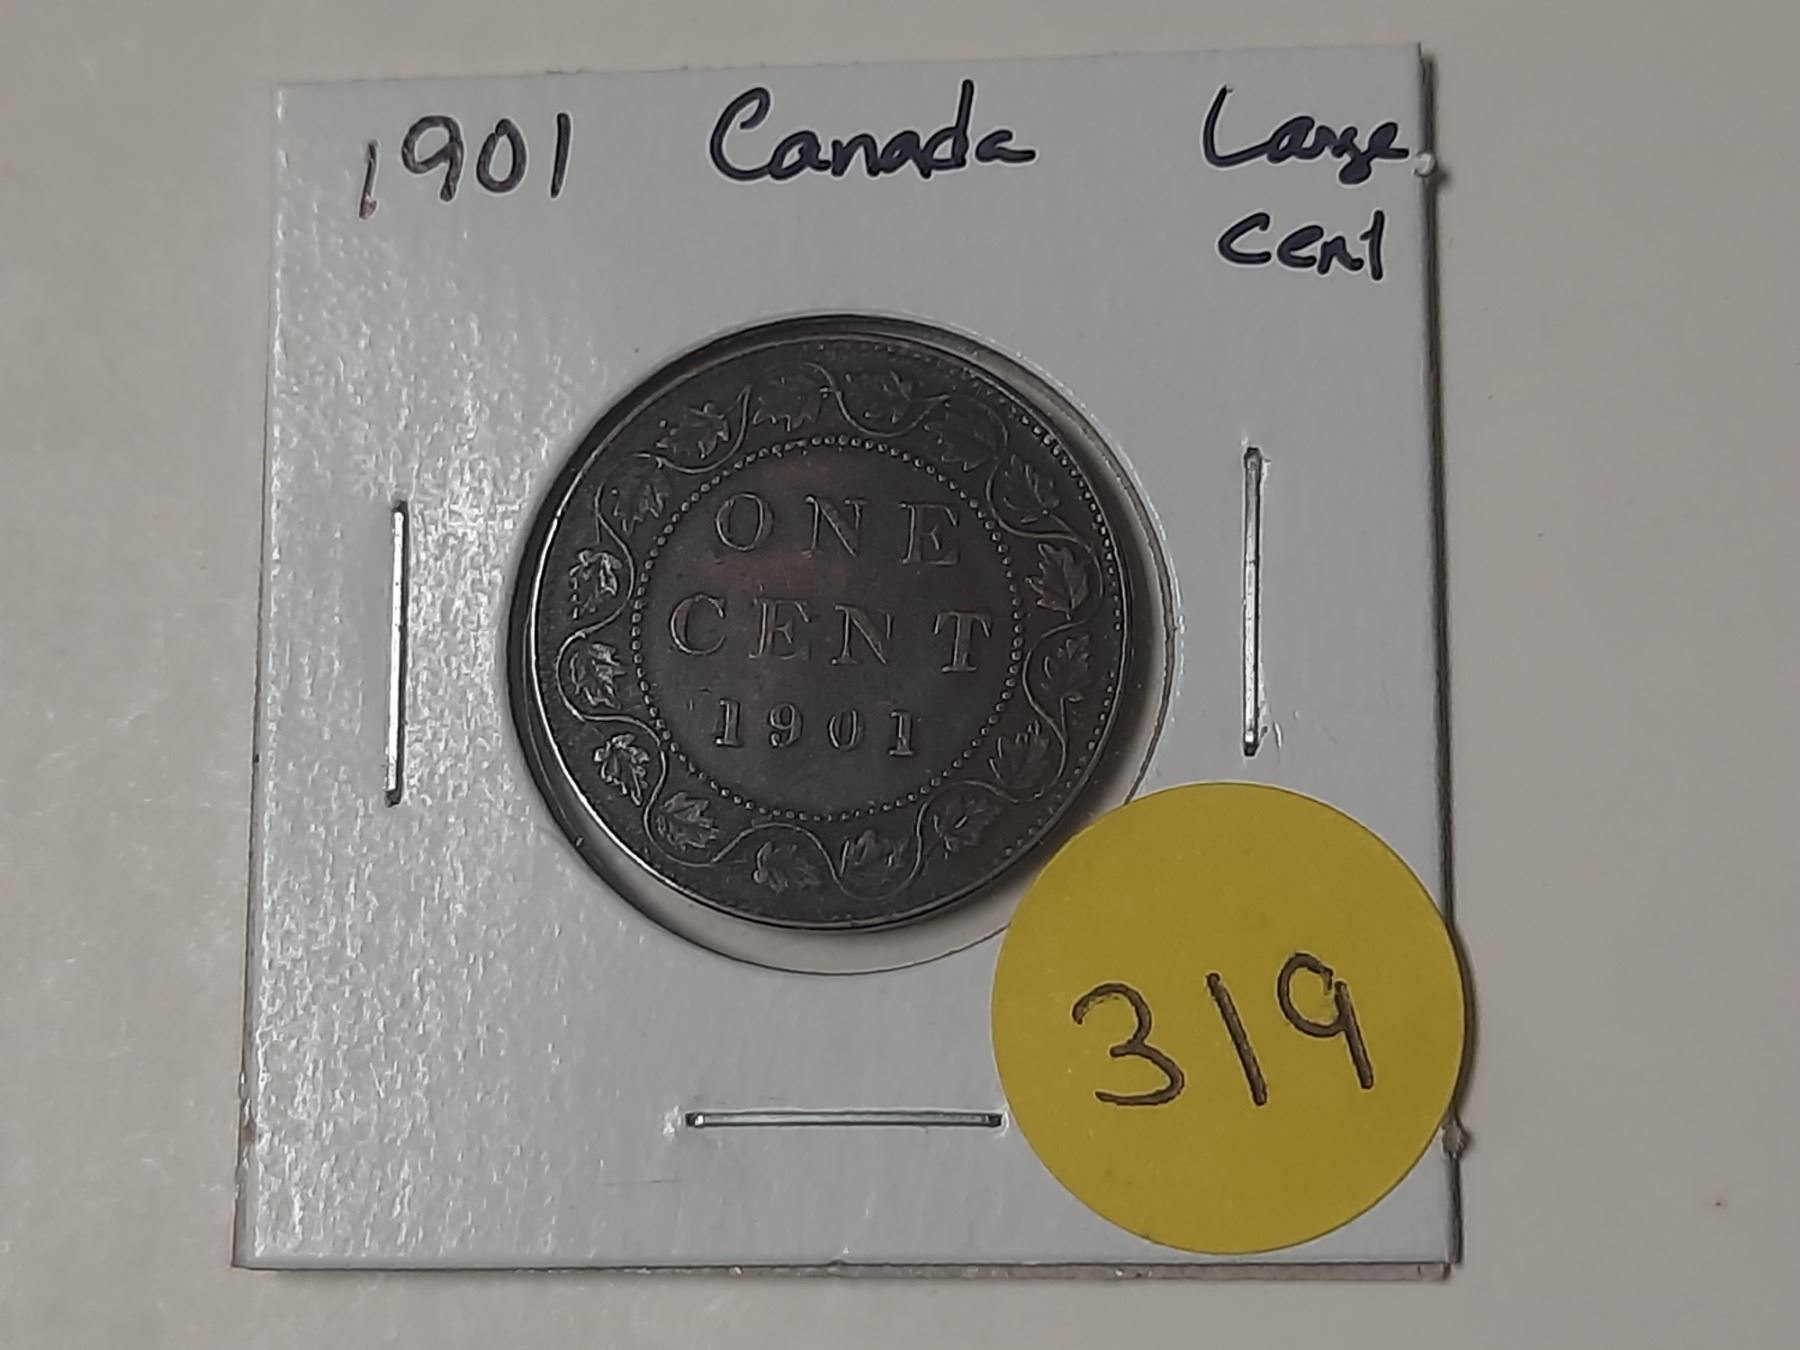 1901 Canada Large
Cent
ONE
CENT
1901
319